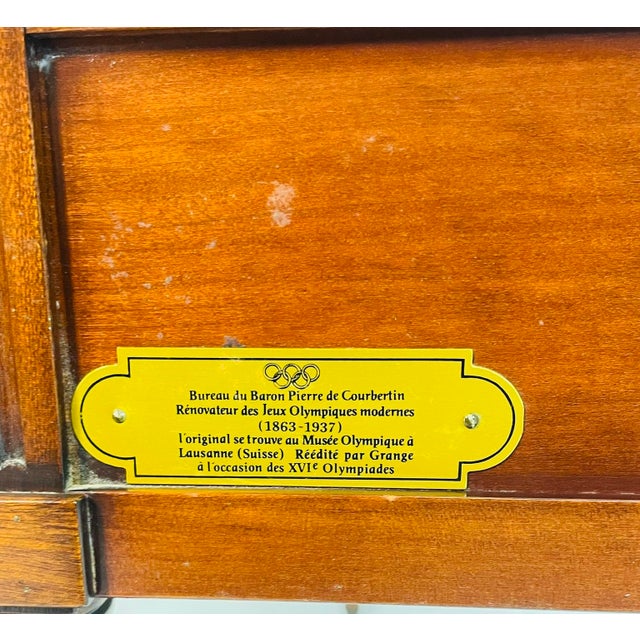 Bureau du Baron Pierre de Courbertin
Rénovateur des Jeux Olympiques modernes
(1863-1937)
l'original se trouve au Musée Olympique à
Lausanne (Suisse) Réédité par Grange
à l'occasion des XVIe Olympiades